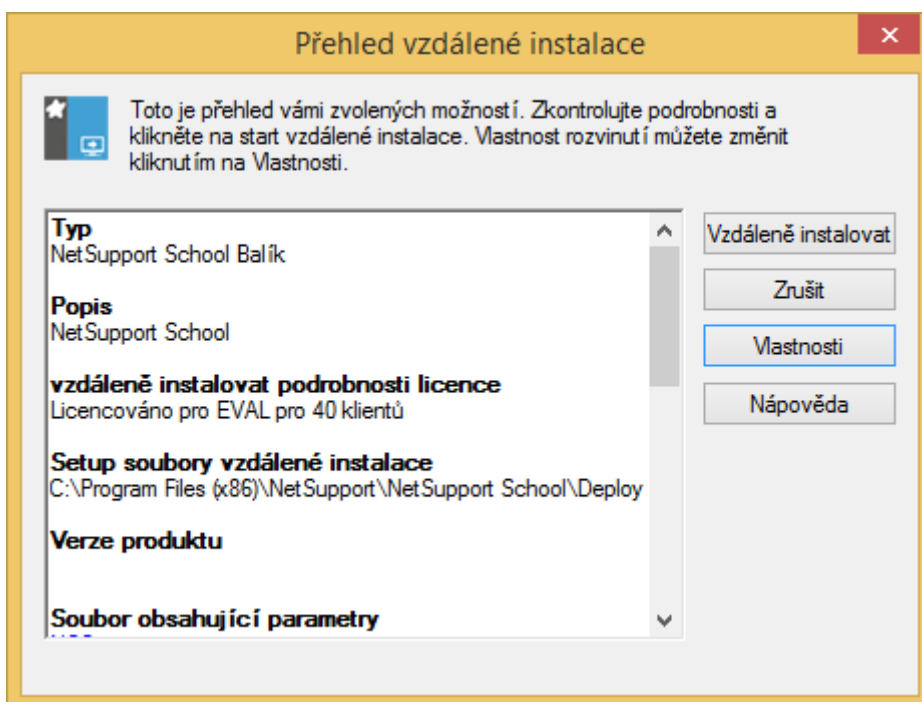 Přehled vzdálené instalace
Toto je přehled vámi zvolených možností. Zkontrolujte podrobnosti a
klikněte na start vzdálené instalace. Vlastnost rozvinutí můžete změnit
kliknutím na Vlastnosti.
Typ
NetSupport School Balík
Popis
NetSupport School
vzdáleně instalovat podrobnosti licence
Licencováno pro EVAL pro 40 klientů
Setup soubory vzdálené instalace
C:\Program Files (x86)\NetSupport\NetSupport School\Deploy
Verze produktu
Soubor obsahující parametry
Vzdáleně instalovat
Zrušit
Vlastnosti
Nápověda